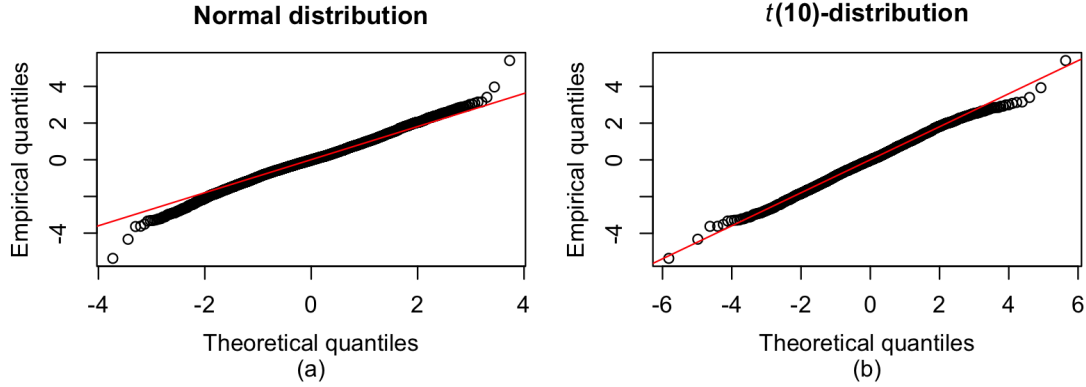 Normal distribution
Empirical quantiles
4
2
0
-4
-4
-2
0
2
4
Theoretical quantiles
(a)
t(10)-distribution
Empirical quantiles
4
2
0
-4
-6
-4
-2
0
2
4
6
Theoretical quantiles
(b)